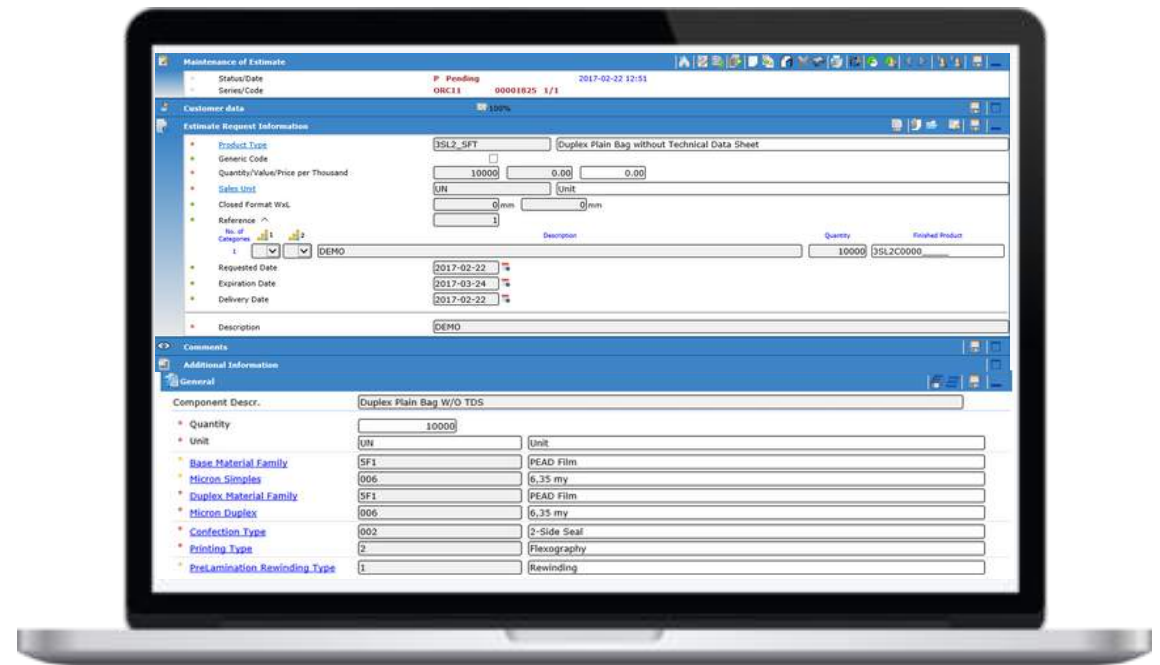 Maintenance of Estimate
Status/Date P Pending 2017-02-22 12:51
Series/Code ORC11 00001825 1/1
Customer data 100%
Estimate Request Information
Product Type 3SL2_SFT Duplex Plain Bag without Technical Data Sheet
Generic Code
Quantity/Value/Price per Thousand 10000 0.00 0.00
Sales Unit UN Unit
Closed Format WxL 0 mm 0 mm
Reference 1
No. of Categories 1 2 Description Quantity Finished Product
1 DEMO 10000 3SL2C0000_____
Requested Date 2017-02-22
Expiration Date 2017-03-24
Delivery Date 2017-02-22
Description DEMO
Comments
Additional Information
General
Component Descr. Duplex Plain Bag W/O TDS
* Quantity 10000
* Unit UN Unit
* Base Material Family 5F1 PEAD Film
* Micron Simples 006 6,35 my
* Duplex Material Family 5F1 PEAD Film
* Micron Duplex 006 6,35 my
* Confection Type 002 2-Side Seal
* Printing Type 2 Flexography
* PreLamination Rewinding Type 1 Rewinding